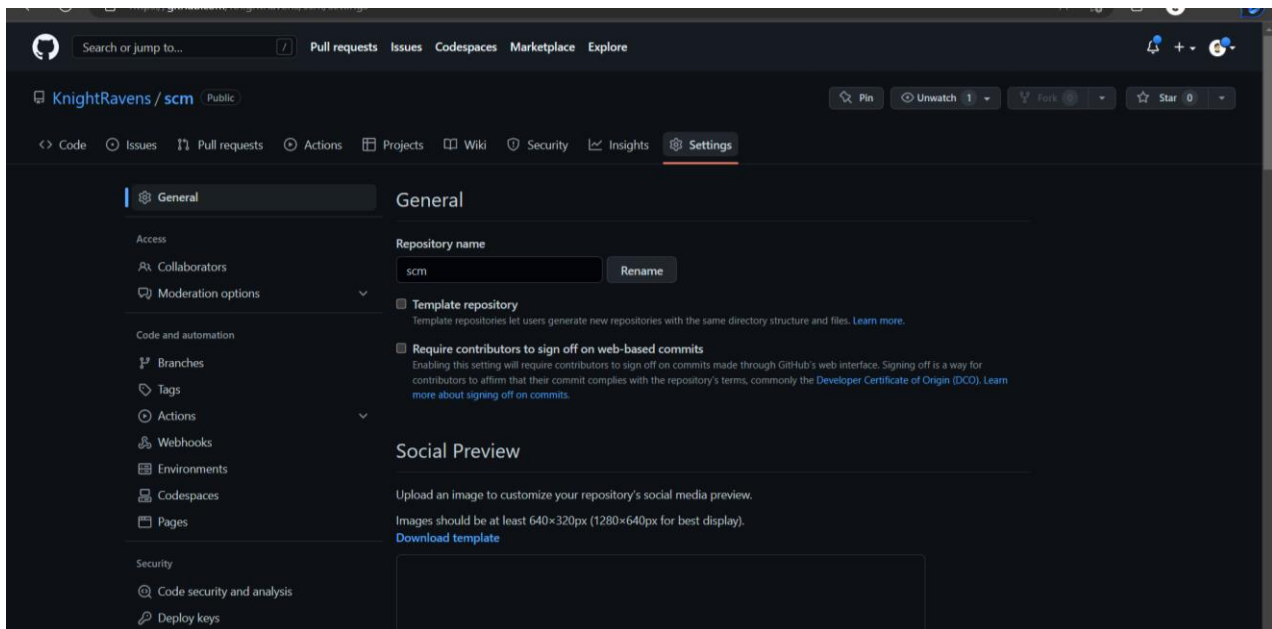 Search or jump to... / Pull requests Issues Codespaces Marketplace Explore
KnightRavens / scm Public Pin Unwatch 1 Fork 0 Star 0
<> Code Issues Pull requests Actions Projects Wiki Security Insights Settings
General
Access
Collaborators
Moderation options
Code and automation
Branches
Tags
Actions
Webhooks
Environments
Codespaces
Pages
Security
Code security and analysis
Deploy keys
General
Repository name
scm Rename
Template repository
Template repositories let users generate new repositories with the same directory structure and files. Learn more.
Require contributors to sign off on web-based commits
Enabling this setting will require contributors to sign off on commits made through GitHub's web interface. Signing off is a way for
contributors to affirm that their commit complies with the repository's terms, commonly the Developer Certificate of Origin (DCO). Learn
more about signing off on commits.
Social Preview
Upload an image to customize your repository's social media preview.
Images should be at least 640×320px (1280×640px for best display).
Download template